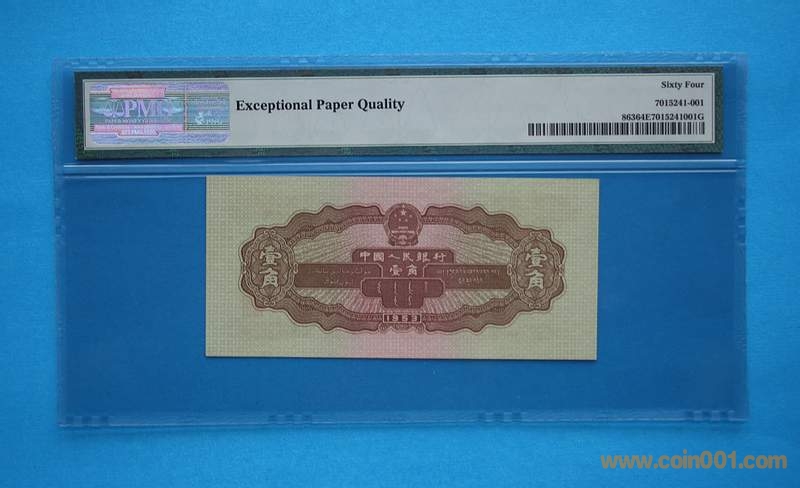 PMG
Exceptional Paper Quality
Sixty Four
7015241-001
86364E7015241001G
中國人民銀行
壹角
壹角
壹角
1953
www.coin001.com